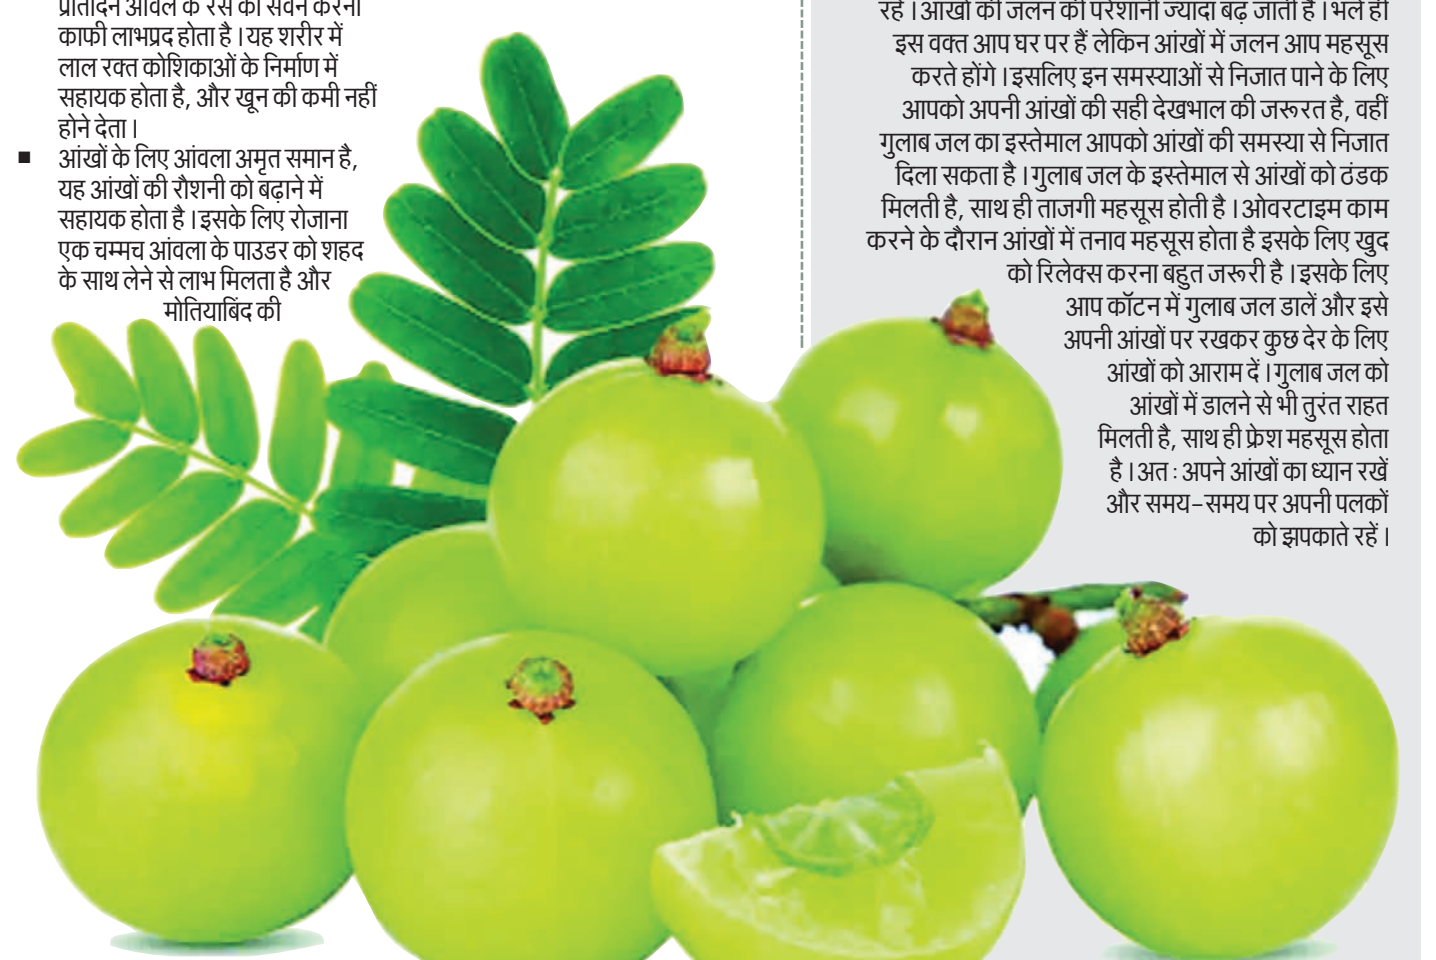 प्रतिदिन आंवले के रस का सेवन करना
काफी लाभप्रद होता है। यह शरीर में
लाल रक्त कोशिकाओं के निर्माण में
सहायक होता है, और खून की कमी नहीं
होने देता।
■ आंखों के लिए आंवला अमृत समान है,
यह आंखों की रौशनी को बढ़ाने में
सहायक होता है। इसके लिए रोजाना
एक चम्मच आंवला के पाउडर को शहद
के साथ लेने से लाभ मिलता है और
मोतियाबिंद की
रहे। आंखों की जलन की परेशानी ज्यादा बढ़ जाती है। भले ही
इस वक्त आप घर पर हैं लेकिन आंखों में जलन आप महसूस
करते होंगे। इसलिए इन समस्याओं से निजात पाने के लिए
आपको अपनी आंखों की सही देखभाल की जरूरत है, वहीं
गुलाब जल का इस्तेमाल आपको आंखों की समस्या से निजात
दिला सकता है। गुलाब जल के इस्तेमाल से आंखों को ठंडक
मिलती है, साथ ही ताजगी महसूस होती है। ओवरटाइम काम
करने के दौरान आंखों में तनाव महसूस होता है इसके लिए खुद
को रिलेक्स करना बहुत जरूरी है। इसके लिए
आप कॉटन में गुलाब जल डालें और इसे
अपनी आंखों पर रखकर कुछ देर के लिए
आंखों को आराम दें। गुलाब जल को
आंखों में डालने से भी तुरंत राहत
मिलती है, साथ ही फ्रेश महसूस होता
है। अत: अपने आंखों का ध्यान रखें
और समय-समय पर अपनी पलकों
को झपकाते रहें।